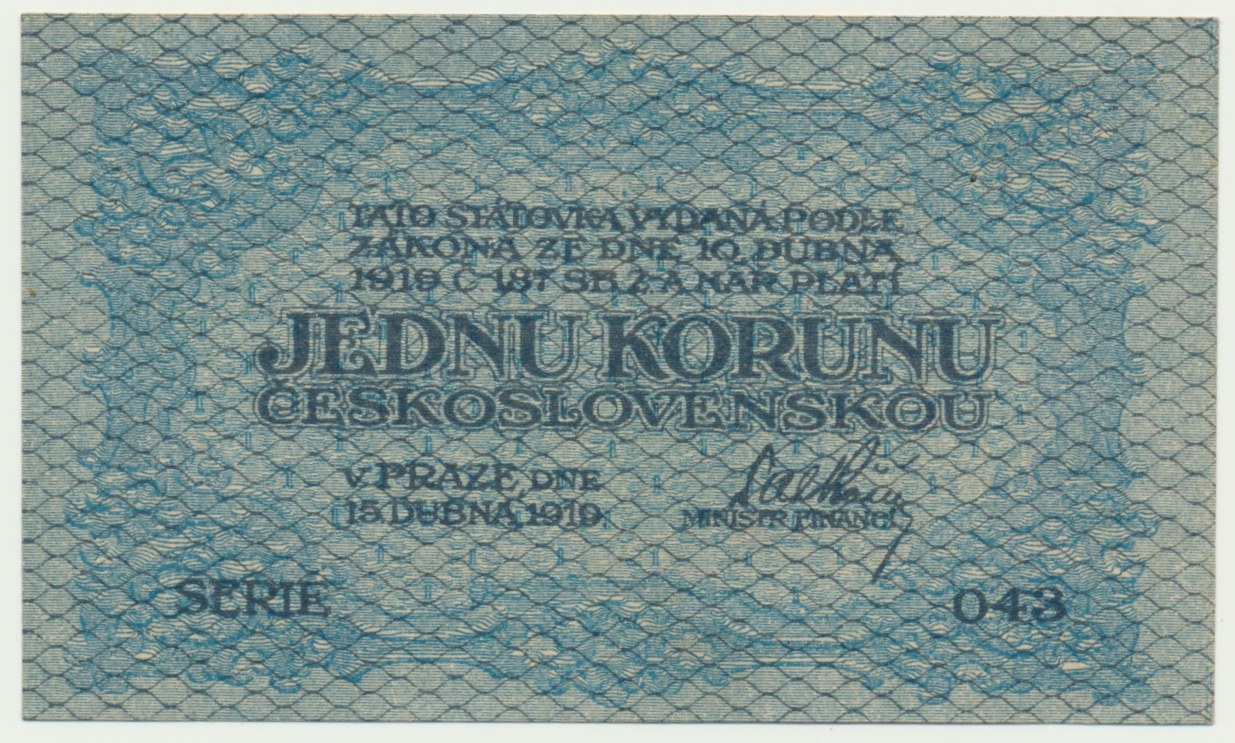 TATO STÁTOVKA, VYDANÁ PODLE
ZÁKONA ZE DNE 10. DUBNA
1919 Č 187 SB. Z. A NAŘ. PLATÍ
JEDNU KORUNU
ČESKOSLOVENSKOU
V PRAZE, DNE
15. DUBNA, 1919.
MINISTR FINANCÍ
SERIE 043